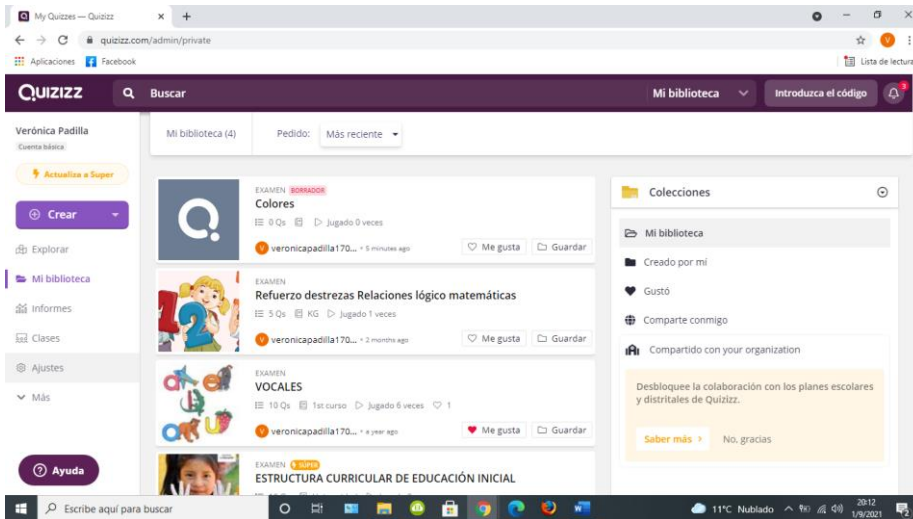 My Quizzes — Quizizz
quizizz.com/admin/private
Aplicaciones Facebook Lista de lectura
QUIZIZZ Buscar Mi biblioteca Introduzca el código 3
Verónica Padilla
Cuenta básica
Actualiza a Super
Crear
Explorar
Mi biblioteca
Informes
Clases
Ajustes
Más
Ayuda
Mi biblioteca (4) Pedido: Más reciente
EXAMEN BORRADOR
Colores
0 Qs Jugado 0 veces
V veronicapadilla170... • 5 minutes ago Me gusta Guardar
EXAMEN
Refuerzo destrezas Relaciones lógico matemáticas
5 Qs KG Jugado 1 veces
V veronicapadilla170... • 2 months ago Me gusta Guardar
EXAMEN
VOCALES
10 Qs 1st curso Jugado 6 veces 1
V veronicapadilla170... • a year ago Me gusta Guardar
EXAMEN SÚPER
ESTRUCTURA CURRICULAR DE EDUCACIÓN INICIAL
Colecciones
Mi biblioteca
Creado por mí
Gustó
Comparte conmigo
Compartido con your organization
Desbloquee la colaboración con los planes escolares
y distritales de Quizizz.
Saber más > No, gracias
Escribe aquí para buscar 11°C Nublado 20:12
1/9/2021